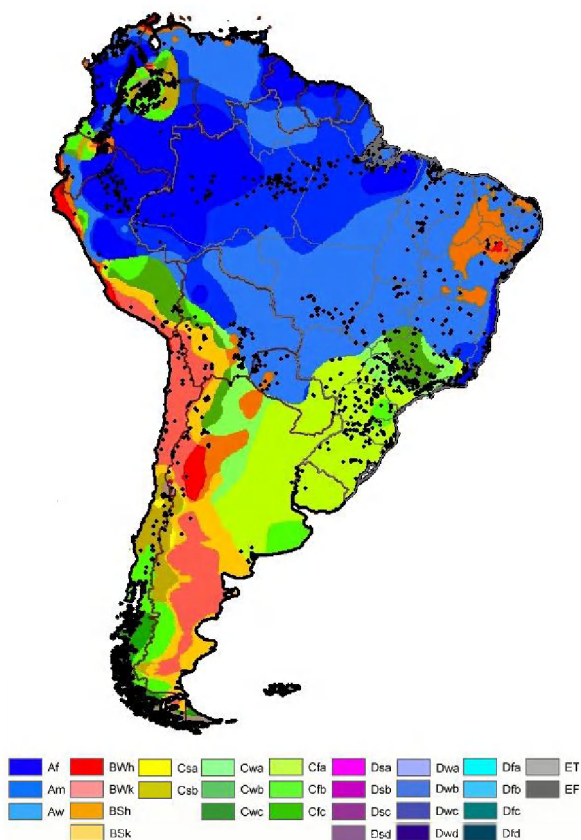 Af BWh Csa Cwa Cfa Dsa Dwa Dfa ET
Am BWk Csb Cwb Cfb Dsb Dwb Dfb EF
Aw BSh Cwc Cfc Dsc Dwc Dfc
BSk Dsd Dwd Dfd